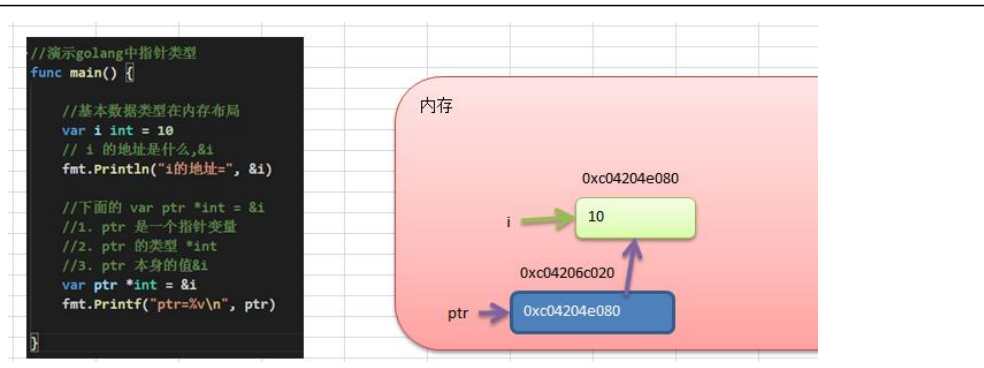 //演示golang中指针类型
func main() {
//基本数据类型在内存布局
var i int = 10
// i 的地址是什么,&i
fmt.Println("i的地址=", &i)
//下面的 var ptr *int = &i
//1. ptr 是一个指针变量
//2. ptr 的类型 *int
//3. ptr 本身的值&i
var ptr *int = &i
fmt.Printf("ptr=%v\n", ptr)
}
内存
0xc04204e080
i
10
0xc04206c020
ptr
0xc04204e080